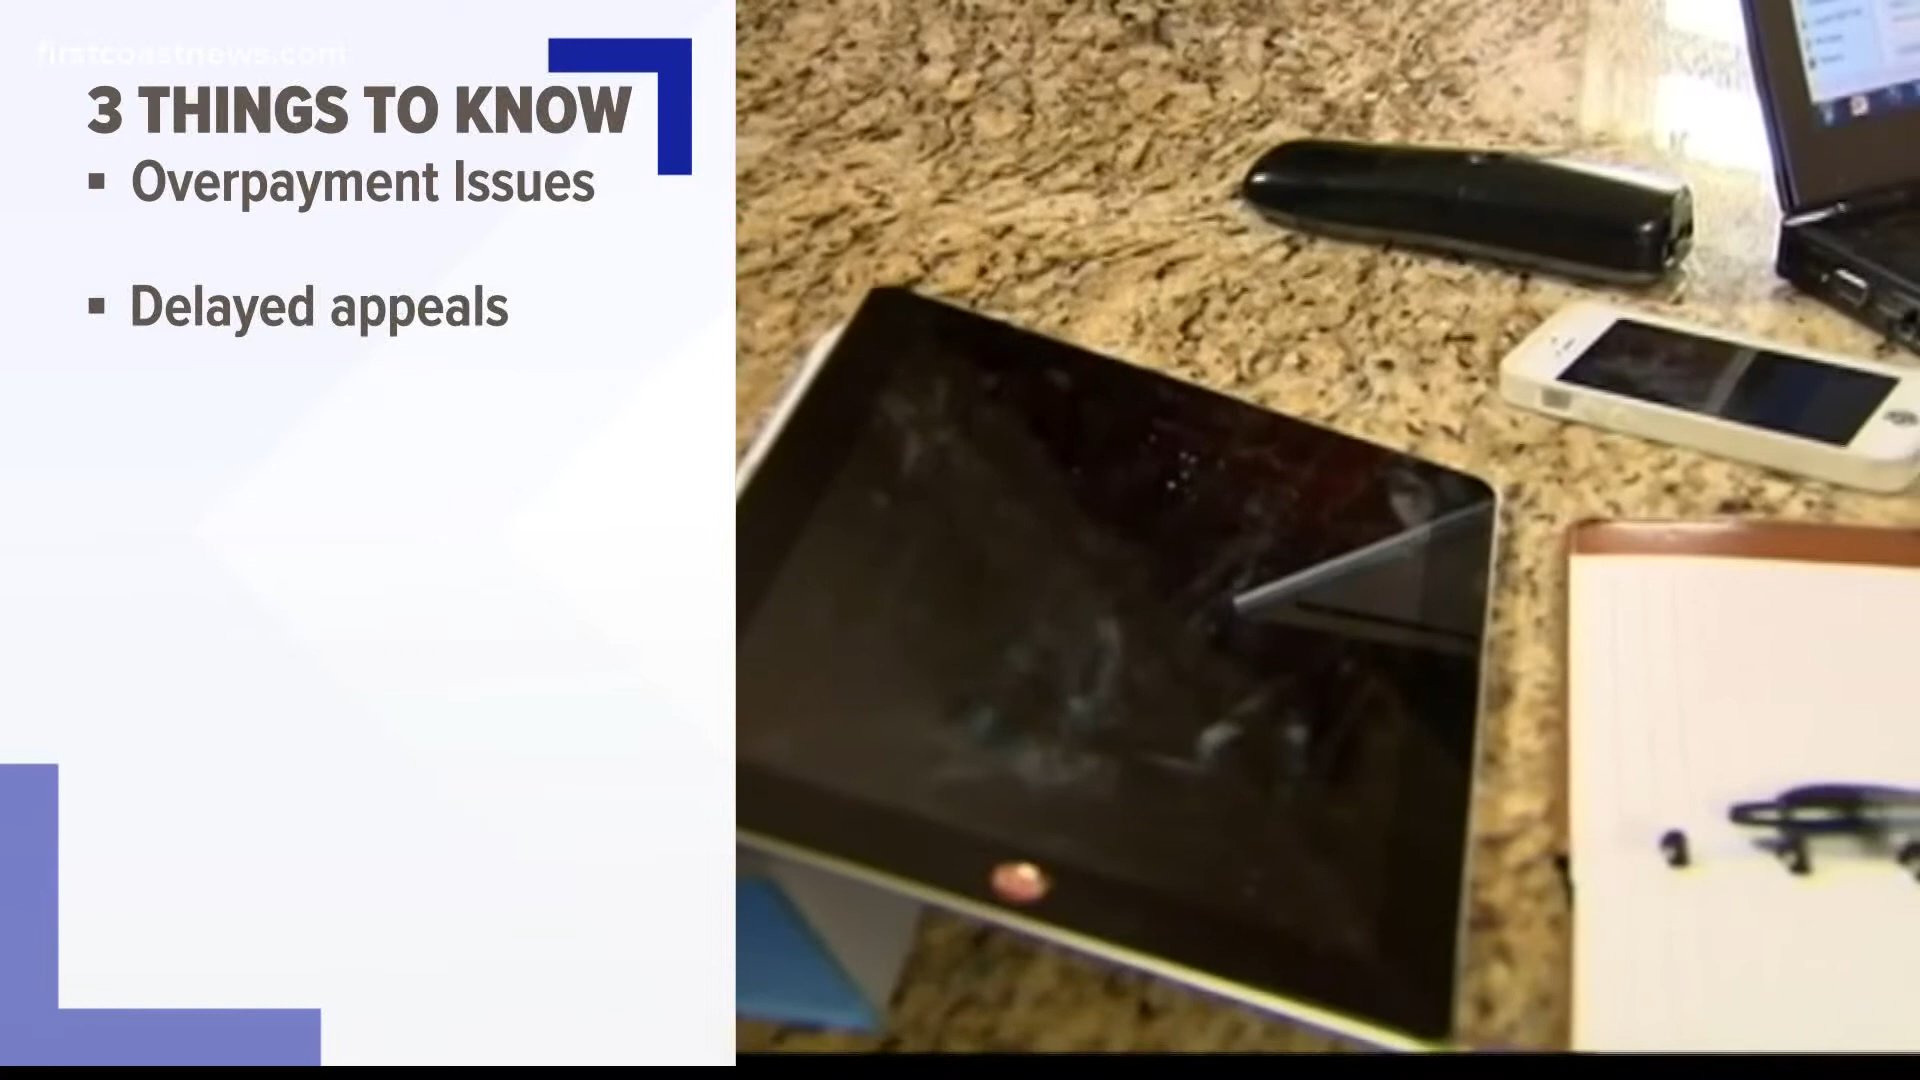 firstcoastnews.com
3 THINGS TO KNOW
▪ Overpayment Issues
▪ Delayed appeals